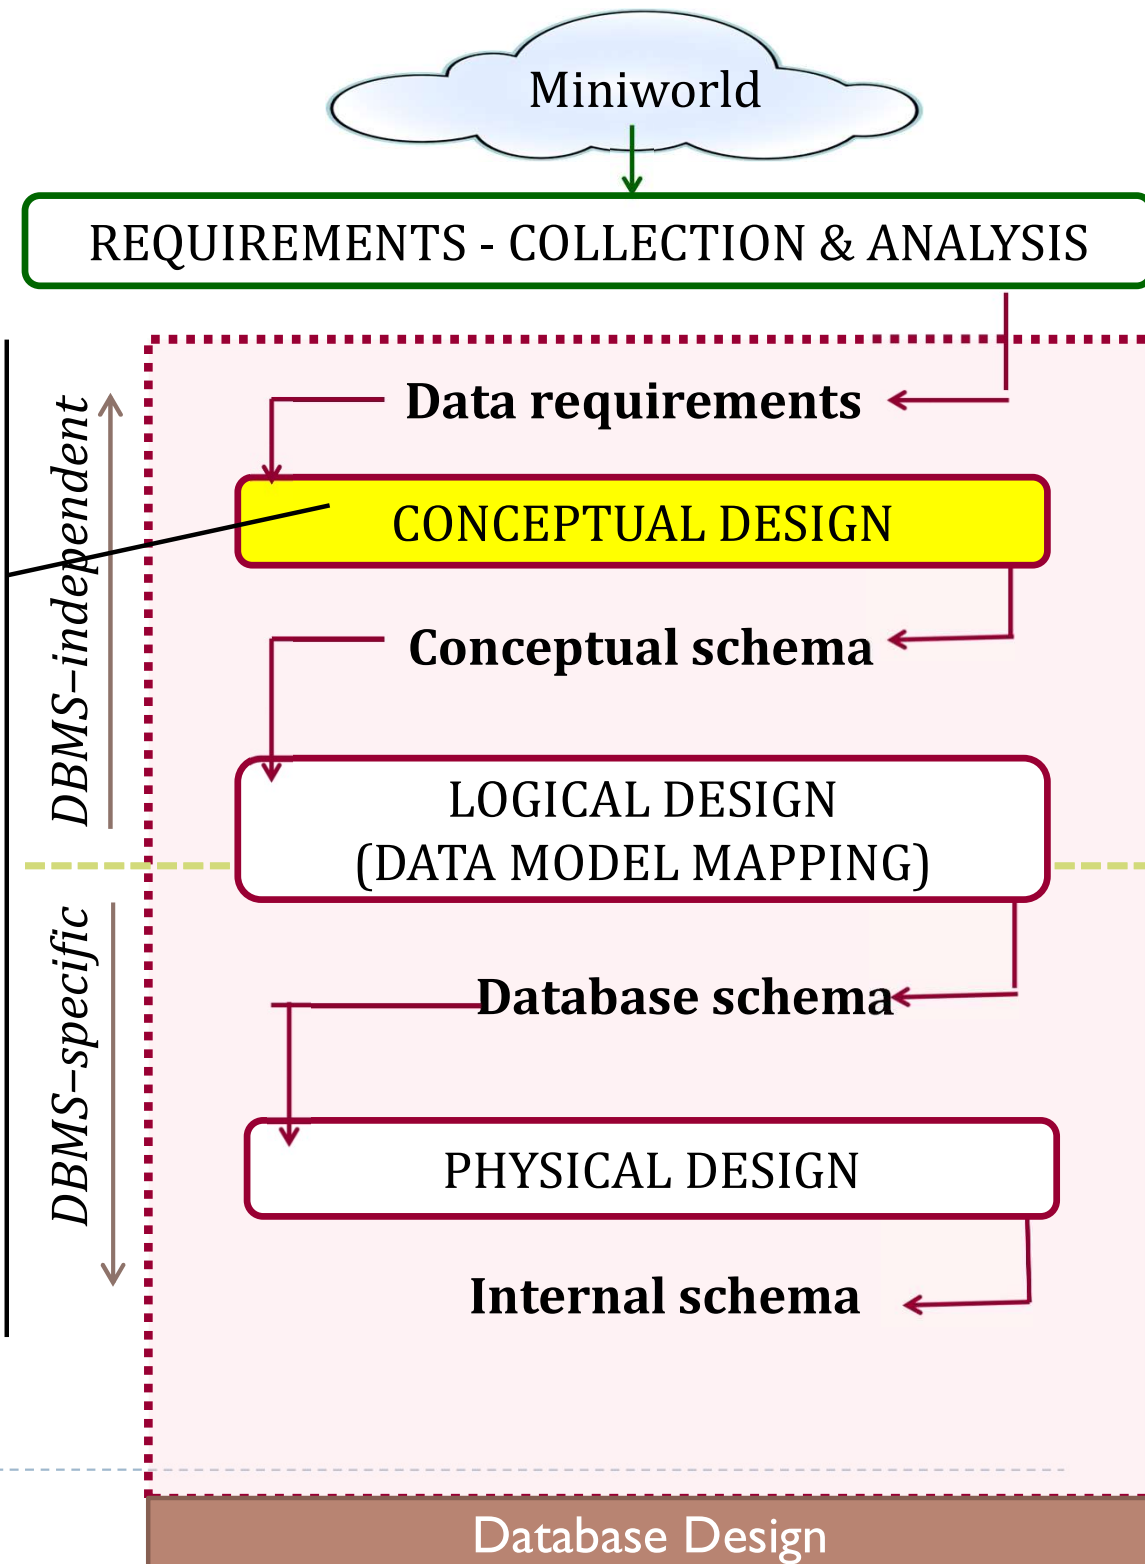 Miniworld
REQUIREMENTS - COLLECTION & ANALYSIS
Data requirements
CONCEPTUAL DESIGN
DBMS–independent
Conceptual schema
LOGICAL DESIGN
(DATA MODEL MAPPING)
DBMS–specific
Database schema
PHYSICAL DESIGN
Internal schema
Database Design